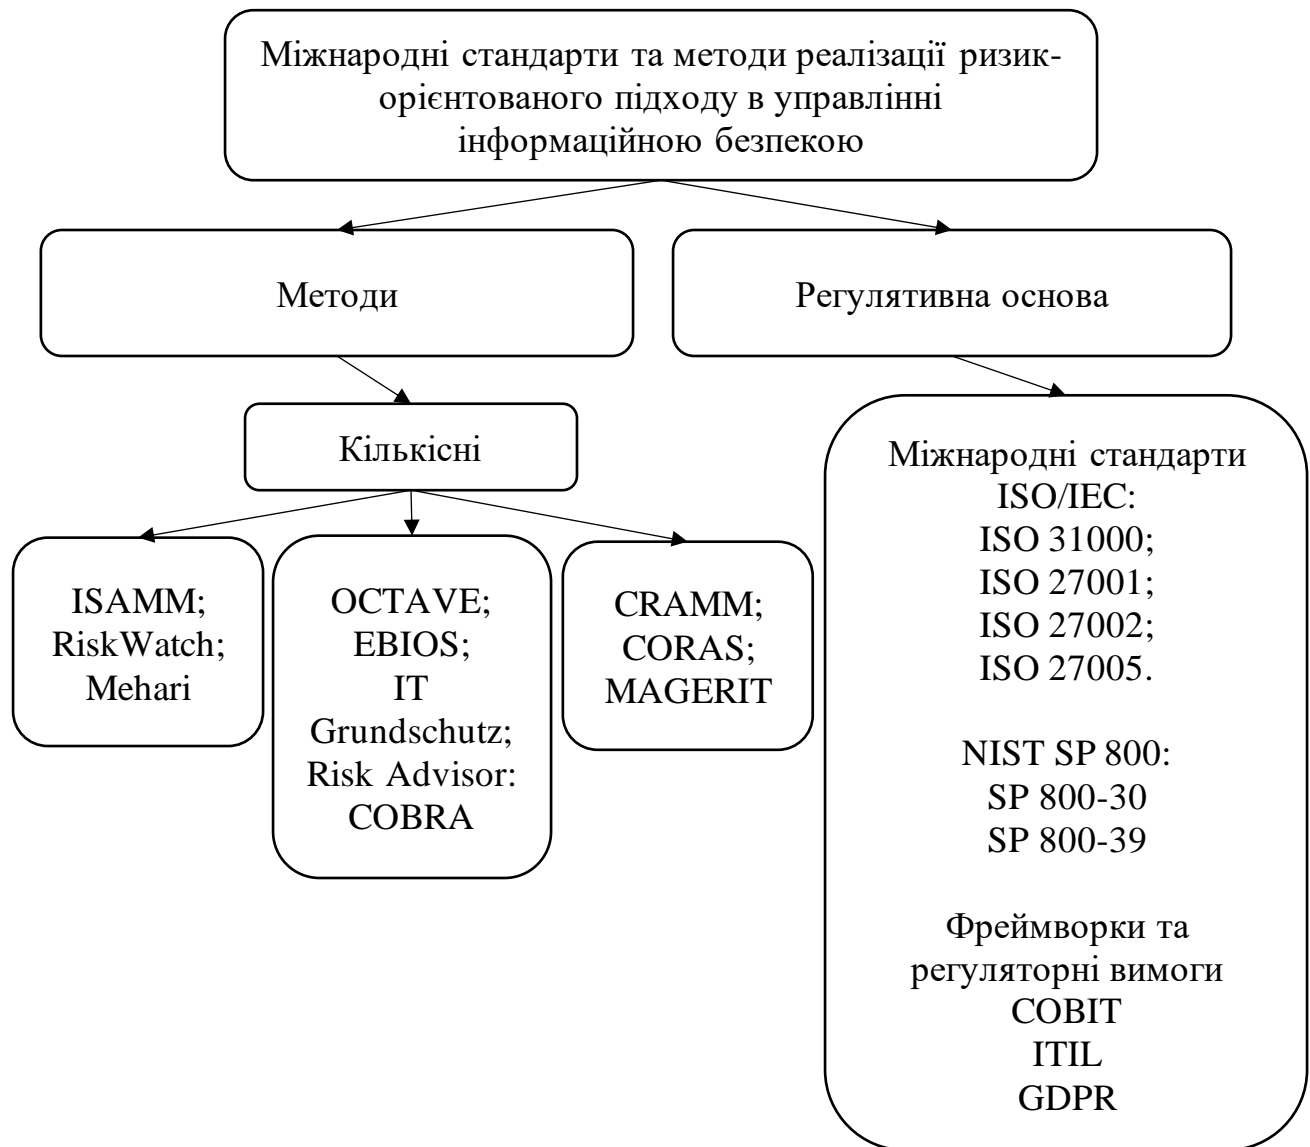 Міжнародні стандарти та методи реалізації ризик-
орієнтованого підходу в управлінні
інформаційною безпекою
Методи
Регулятивна основа
Кількісні
ISAMM;
RiskWatch;
Mehari
OCTAVE;
EBIOS;
IT
Grundschutz;
Risk Advisor:
COBRA
CRAMM;
CORAS;
MAGERIT
Міжнародні стандарти
ISO/IEC:
ISO 31000;
ISO 27001;
ISO 27002;
ISO 27005.
NIST SP 800:
SP 800-30
SP 800-39
Фреймворки та
регуляторні вимоги
COBIT
ITIL
GDPR